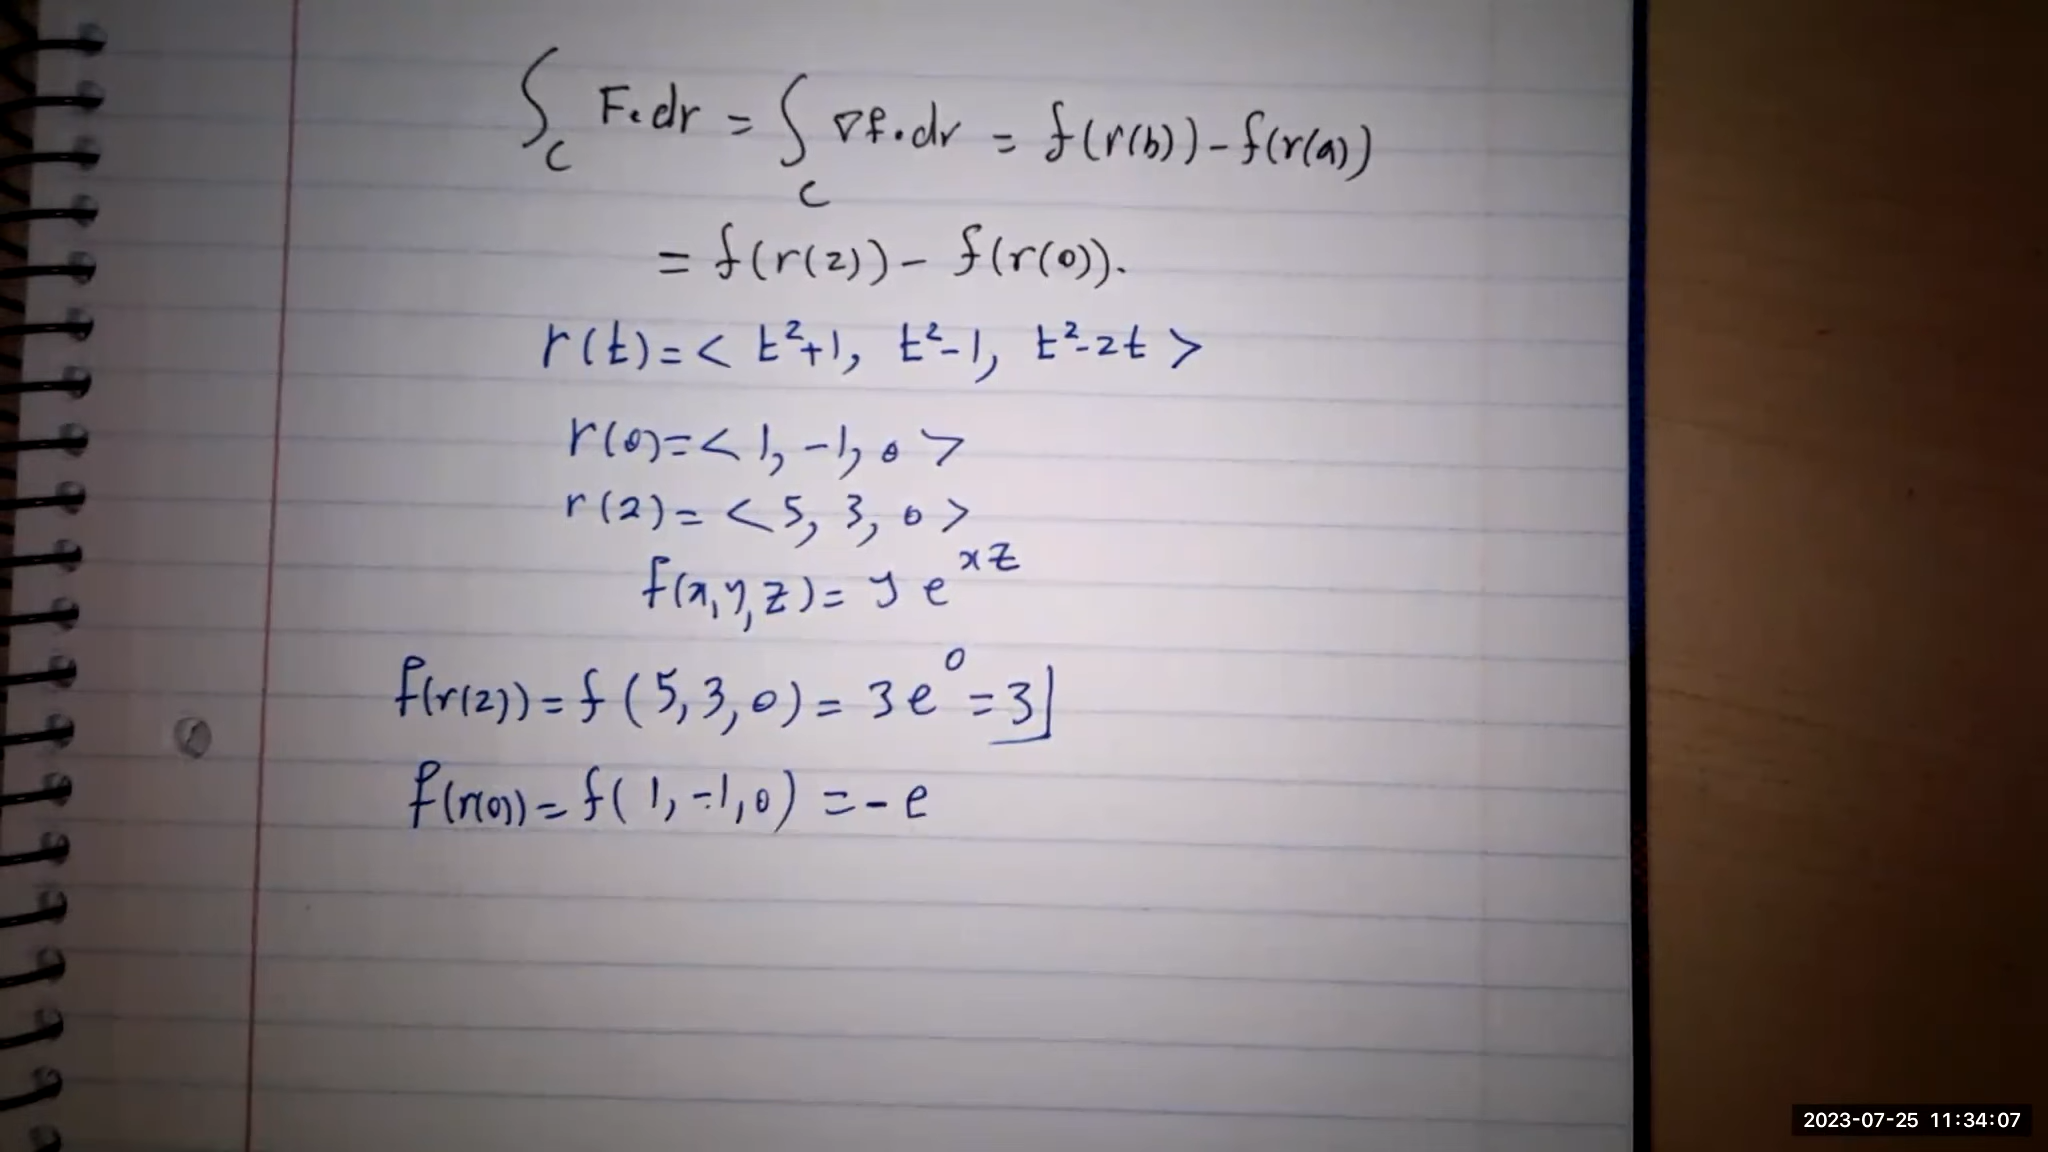 ∫_C F·dr = ∫_C ∇f·dr = f(r(b)) - f(r(a))
= f(r(2)) - f(r(0)).
r(t) = < t²+1, t²-1, t²-2t >
r(0) = < 1, -1, 0 >
r(2) = < 5, 3, 0 >
f(x,y,z) = y e^{xz}
f(r(2)) = f(5,3,0) = 3e⁰ = 3
f(r(0)) = f(1,-1,0) = -e
2023-07-25 11:34:07